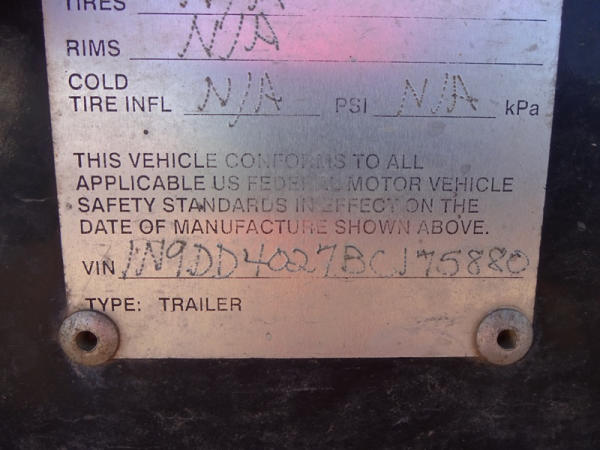 TIRES N/A
RIMS N/A
COLD
TIRE INFL N/A PSI N/A kPa
THIS VEHICLE CONFORMS TO ALL
APPLICABLE US FEDERAL MOTOR VEHICLE
SAFETY STANDARDS IN EFFECT ON THE
DATE OF MANUFACTURE SHOWN ABOVE.
VIN 1N9DD4027BCJ75880
TYPE: TRAILER